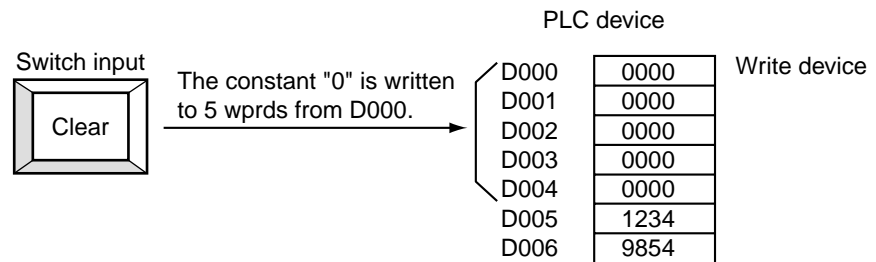 PLC device
Switch input
Clear
The constant "0" is written
to 5 wprds from D000.
D000 0000 Write device
D001 0000
D002 0000
D003 0000
D004 0000
D005 1234
D006 9854